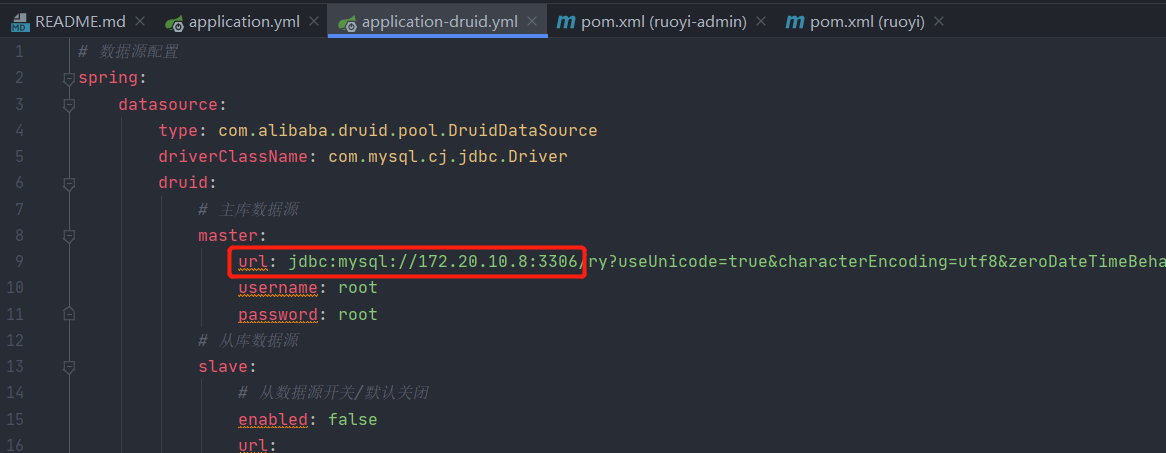 README.md application.yml application-druid.yml pom.xml (ruoyi-admin) pom.xml (ruoyi)
1 # 数据源配置
2 spring:
3 datasource:
4 type: com.alibaba.druid.pool.DruidDataSource
5 driverClassName: com.mysql.cj.jdbc.Driver
6 druid:
7 # 主库数据源
8 master:
9 url: jdbc:mysql://172.20.10.8:3306/ry?useUnicode=true&characterEncoding=utf8&zeroDateTimeBeha
10 username: root
11 password: root
12 # 从库数据源
13 slave:
14 # 从数据源开关/默认关闭
15 enabled: false
16 url: